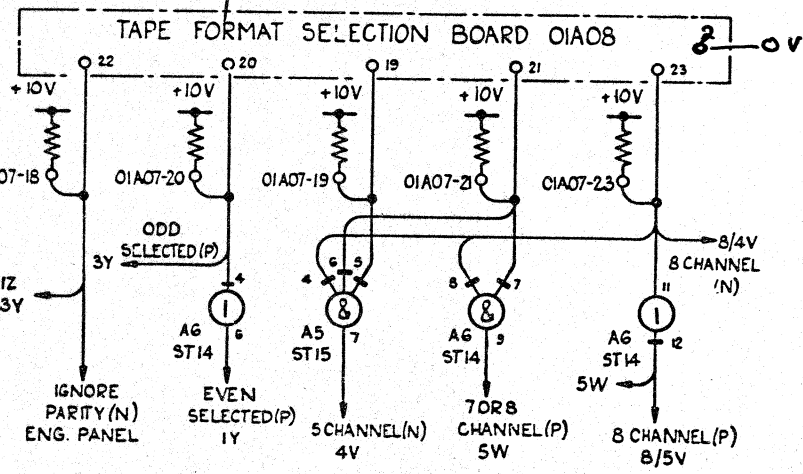 TAPE FORMAT SELECTION BOARD 01A08
2
0V
22
20
19
21
23
+10V
+10V
+10V
+10V
+10V
07-18
01A07-20
01A07-19
01A07-21
01A07-23
ODD
SELECTED(P)
3Y
8/4V
8 CHANNEL
(N)
1Z
3Y
4
1
6
A6
ST14
4
6
5
&
7
A5
ST15
8
7
&
9
A6
ST14
11
1
12
A6
ST14
5W
IGNORE
PARITY(N)
ENG. PANEL
EVEN
SELECTED(P)
1Y
5 CHANNEL(N)
4V
7 OR 8
CHANNEL(P)
5W
8 CHANNEL(P)
8/5V